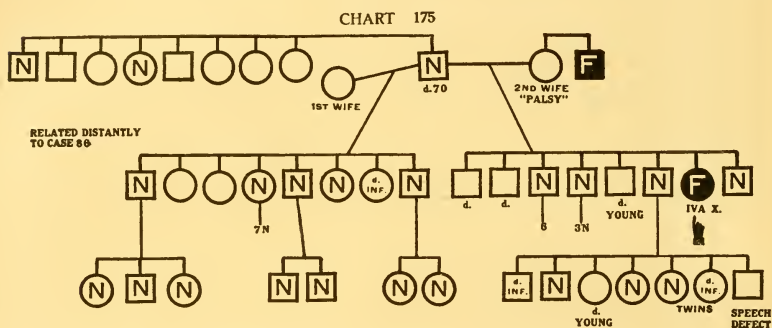 CHART 175
N N N F
d.70
1ST WIFE
2ND WIFE
"PALSY"
RELATED DISTANTLY
TO CASE 86
N N N N d. INF. N
d. d. N N d. YOUNG N F N
7N
6
3N
IVA X.
N N N
N N
N N
d. INF. N d. YOUNG N N d. INF.
TWINS
SPEECH
DEFECT